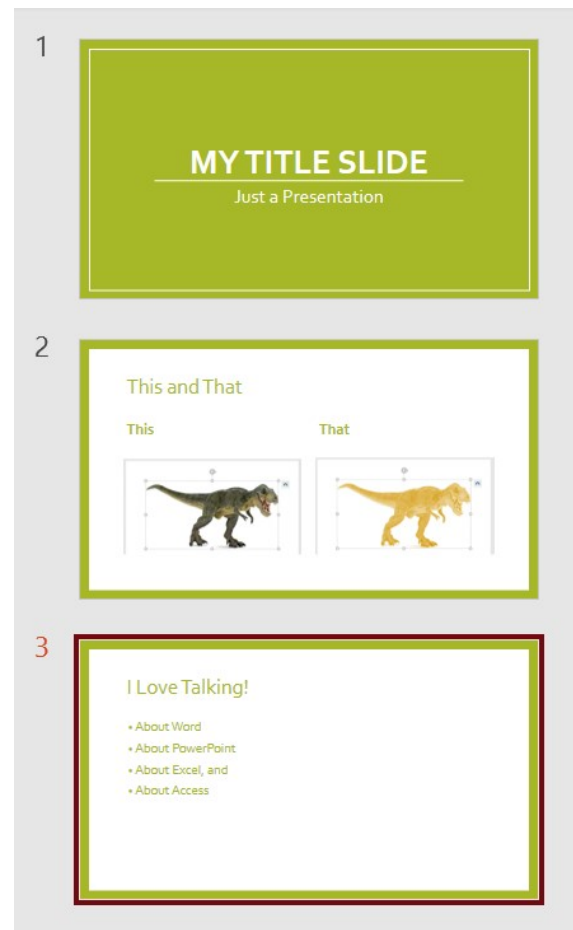 1
MY TITLE SLIDE
Just a Presentation
2
This and That
This That
3
I Love Talking!
• About Word
• About PowerPoint
• About Excel, and
• About Access